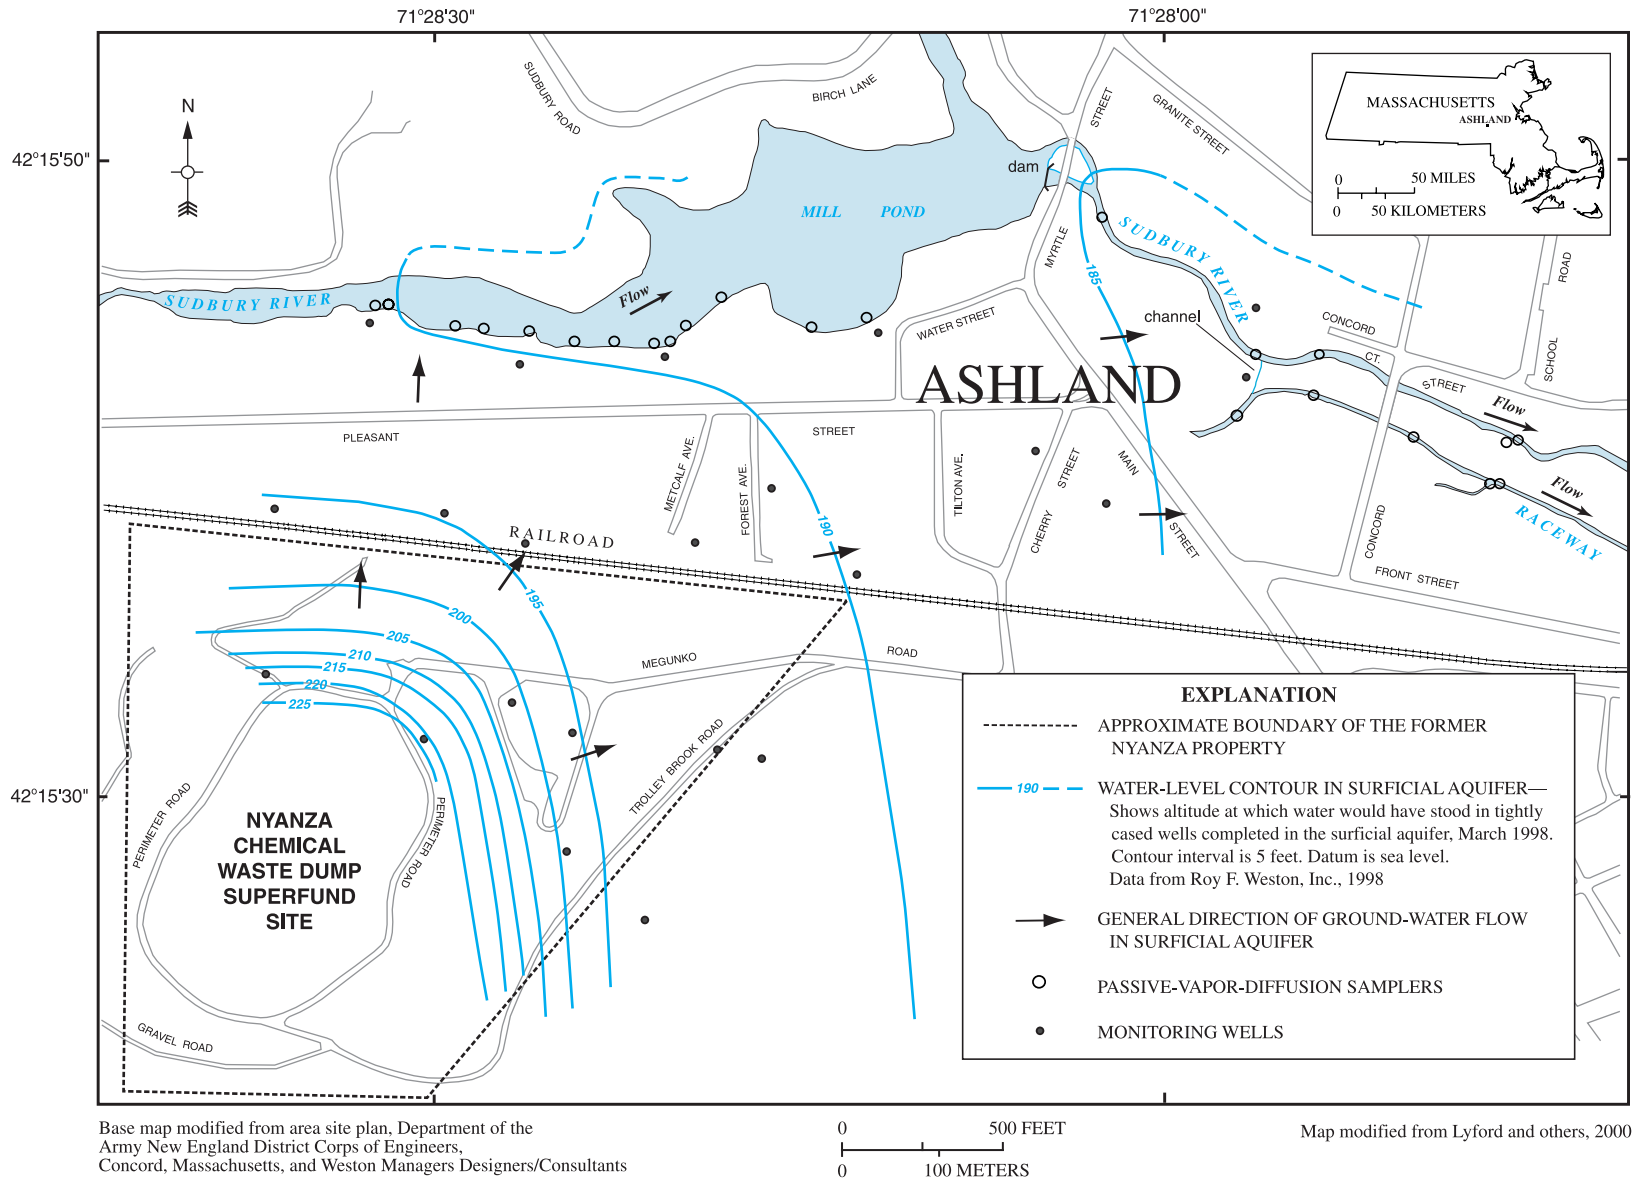 71°28'30"
71°28'00"
42°15'50"
42°15'30"
N
SUDBURY ROAD
BIRCH LANE
STREET
GRANITE STREET
MASSACHUSETTS
ASHLAND
0 50 MILES
0 50 KILOMETERS
dam
MILL POND
SUDBURY RIVER
Flow
MYRTLE
185
SUDBURY RIVER
ROAD
SCHOOL
WATER STREET
channel
CONCORD
CT.
STREET
Flow
ASHLAND
PLEASANT
STREET
METCALF AVE.
FOREST AVE.
TILTON AVE.
CHERRY
STREET
MAIN
STREET
CONCORD
Flow
RACEWAY
FRONT STREET
RAILROAD
190
195
200
205
210
215
220
225
MEGUNKO
ROAD
TROLLEY BROOK ROAD
PERIMETER ROAD
PERIMETER ROAD
NYANZA
CHEMICAL
WASTE DUMP
SUPERFUND
SITE
GRAVEL ROAD
EXPLANATION
APPROXIMATE BOUNDARY OF THE FORMER
NYANZA PROPERTY
190
WATER-LEVEL CONTOUR IN SURFICIAL AQUIFER—
Shows altitude at which water would have stood in tightly
cased wells completed in the surficial aquifer, March 1998.
Contour interval is 5 feet. Datum is sea level.
Data from Roy F. Weston, Inc., 1998
GENERAL DIRECTION OF GROUND-WATER FLOW
IN SURFICIAL AQUIFER
PASSIVE-VAPOR-DIFFUSION SAMPLERS
MONITORING WELLS
Base map modified from area site plan, Department of the
Army New England District Corps of Engineers,
Concord, Massachusetts, and Weston Managers Designers/Consultants
0 500 FEET
0 100 METERS
Map modified from Lyford and others, 2000